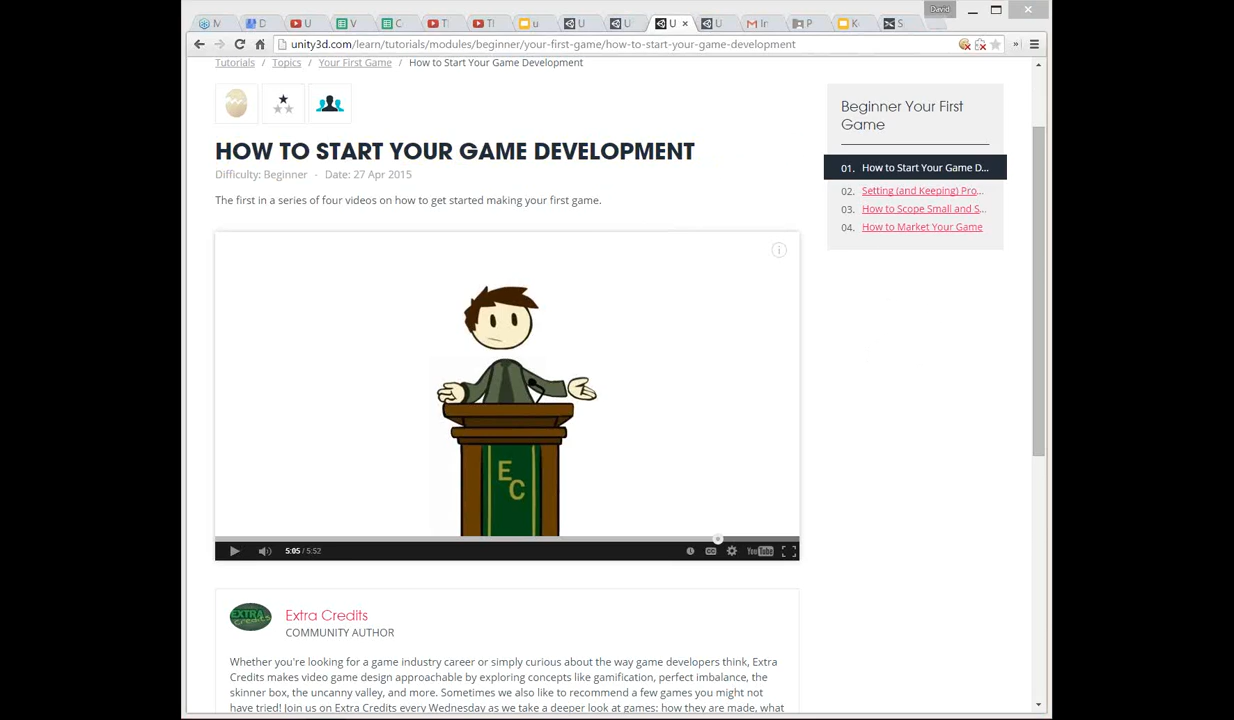 David
M D U V C T T u U U U U In P K S
unity3d.com/learn/tutorials/modules/beginner/your-first-game/how-to-start-your-game-development
Tutorials / Topics / Your First Game / How to Start Your Game Development
HOW TO START YOUR GAME DEVELOPMENT
Difficulty: Beginner - Date: 27 Apr 2015
The first in a series of four videos on how to get started making your first game.
E
C
5:05 / 5:52
CC
YouTube
EXTRA
Credits
Extra Credits
COMMUNITY AUTHOR
Whether you're looking for a game industry career or simply curious about the way game developers think, Extra
Credits makes video game design approachable by exploring concepts like gamification, perfect imbalance, the
skinner box, the uncanny valley, and more. Sometimes we also like to recommend a few games you might not
have tried! Join us on Extra Credits every Wednesday as we take a deeper look at games: how they are made, what
Beginner Your First
Game
01. How to Start Your Game D...
02. Setting (and Keeping) Pro...
03. How to Scope Small and S...
04. How to Market Your Game